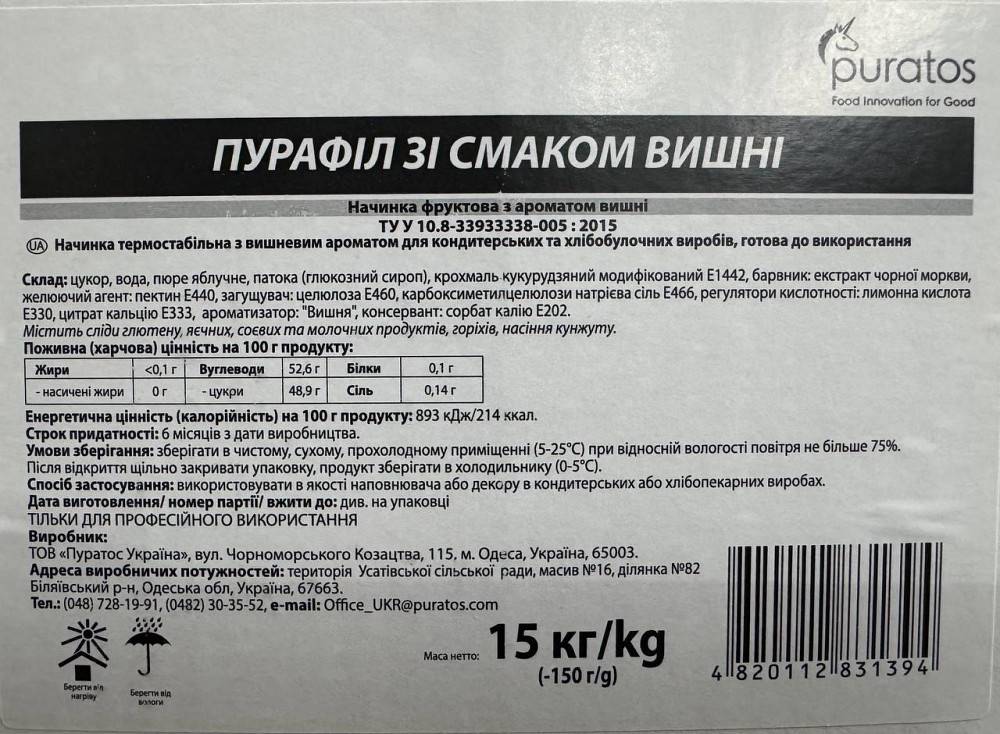 puratos
Food Innovation for Good
ПУРАФІЛ ЗІ СМАКОМ ВИШНІ
Начинка фруктова з ароматом вишні
ТУ У 10.8-33933338-005 : 2015
UA Начинка термостабільна з вишневим ароматом для кондитерських та хлібобулочних виробів, готова до використання
Склад: цукор, вода, пюре яблучне, патока (глюкозний сироп), крохмаль кукурудзяний модифікований Е1442, барвник: екстракт чорної моркви,
желюючий агент: пектин Е440, загущувач: целюлоза Е460, карбоксиметилцелюлози натрієва сіль Е466, регулятори кислотності: лимонна кислота
Е330, цитрат кальцію Е333, ароматизатор: "Вишня", консервант: сорбат калію Е202.
Містить сліди глютену, яєчних, соєвих та молочних продуктів, горіхів, насіння кунжуту.
Поживна (харчова) цінність на 100 г продукту:
Жири <0,1 г Вуглеводи 52,6 г Білки 0,1 г
- насичені жири 0 г - цукри 48,9 г Сіль 0,14 г
Енергетична цінність (калорійність) на 100 г продукту: 893 кДж/214 ккал.
Строк придатності: 6 місяців з дати виробництва.
Умови зберігання: зберігати в чистому, сухому, прохолодному приміщенні (5-25°С) при відносній вологості повітря не більше 75%.
Після відкриття щільно закривати упаковку, продукт зберігати в холодильнику (0-5°С).
Спосіб застосування: використовувати в якості наповнювача або декору в кондитерських або хлібопекарних виробах.
Дата виготовлення/ номер партії/ вжити до: див. на упаковці
ТІЛЬКИ ДЛЯ ПРОФЕСІЙНОГО ВИКОРИСТАННЯ
Виробник:
ТОВ «Пуратос Україна», вул. Чорноморського Козацтва, 115, м. Одеса, Україна, 65003.
Адреса виробничих потужностей: територія Усатівської сільської ради, масив №16, ділянка №82
Біляївський р-н, Одеська обл, Україна, 67663.
Тел.: (048) 728-19-91, (0482) 30-35-52, e-mail: Office_UKR@puratos.com
Берегти від
нагріву
Берегти від
вологи
Маса нетто: 15 кг/kg
(-150 г/g)
4 820112 831394